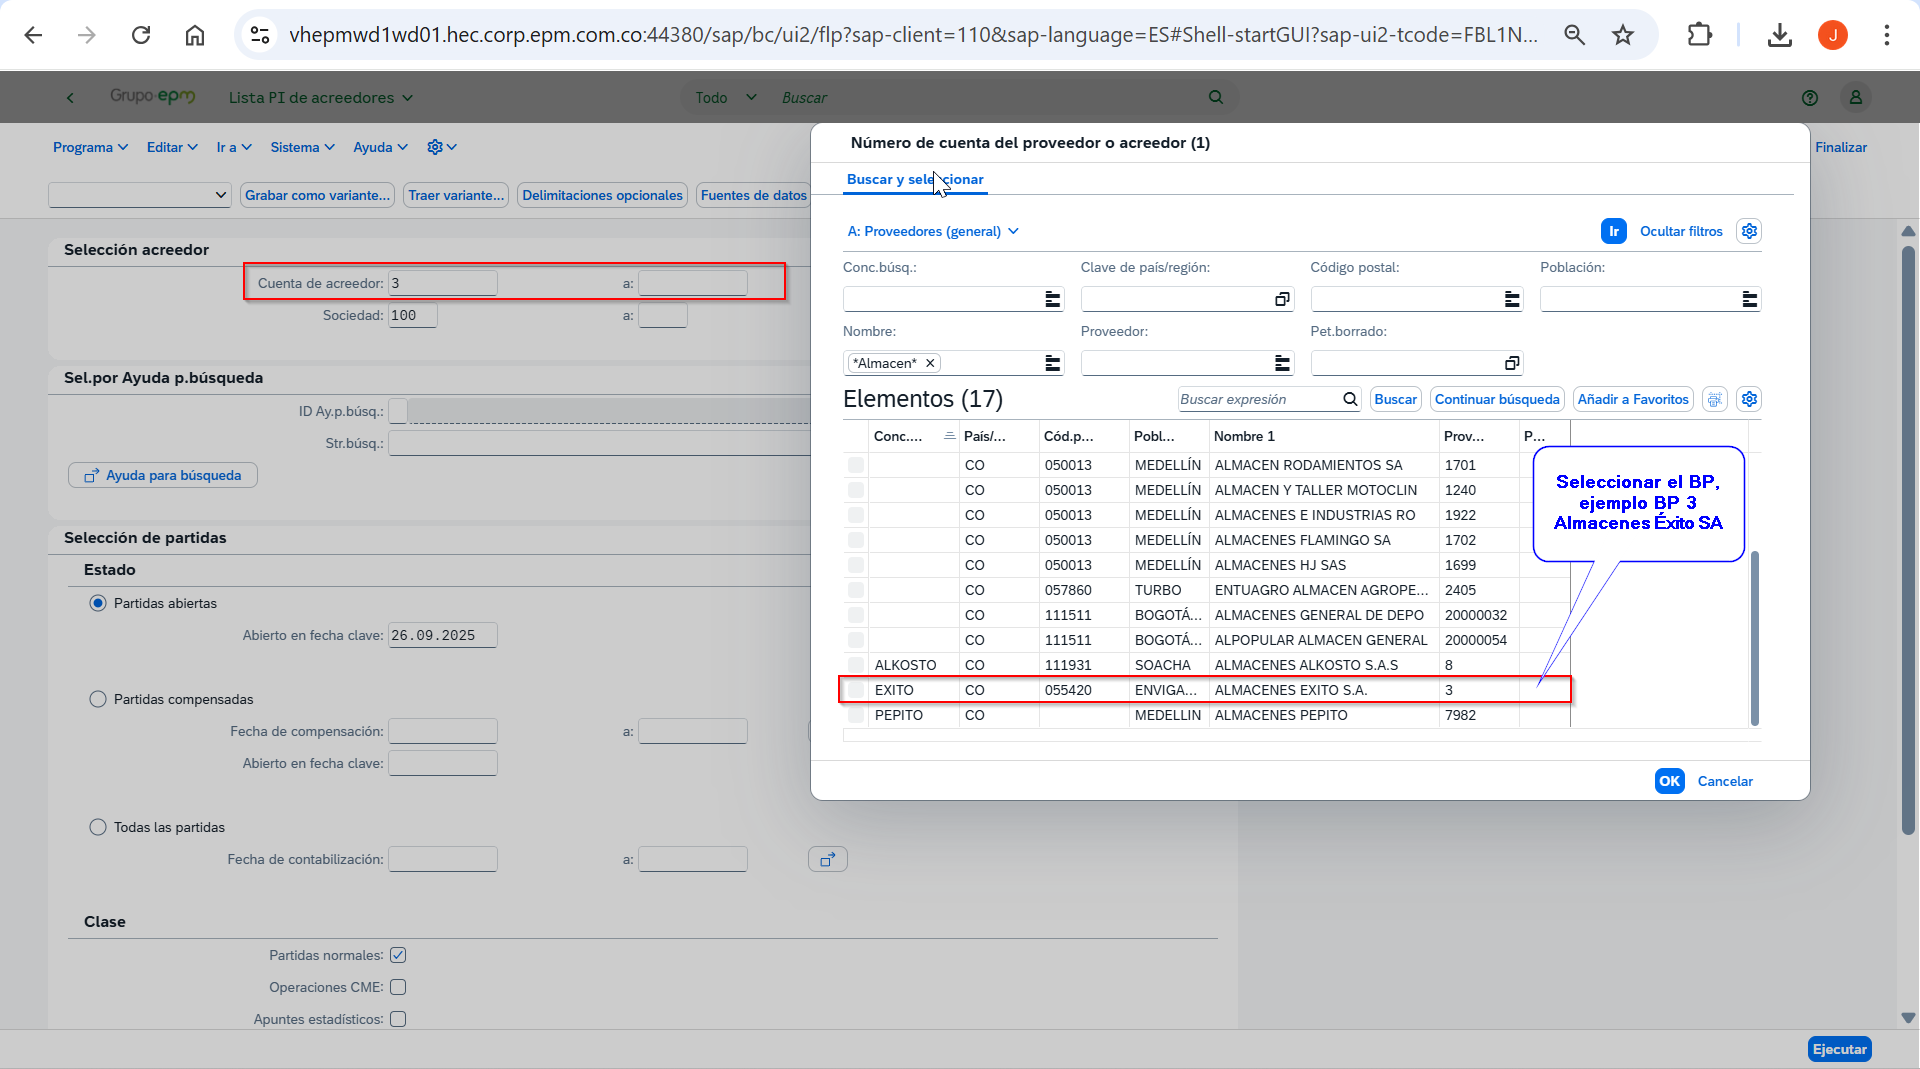 vhepmwd1wd01.hec.corp.epm.com.co:44380/sap/bc/ui2/flp?sap-client=110&sap-language=ES#Shell-startGUI?sap-ui2-tcode=FBL1N...
J
Grupo·epm
Lista PI de acreedores
Todo
Buscar
Programa
Editar
Ir a
Sistema
Ayuda
Finalizar
Grabar como variante...
Traer variante...
Delimitaciones opcionales
Fuentes de datos
Selección acreedor
Cuenta de acreedor: 3 a:
Sociedad: 100 a:
Sel.por Ayuda p.búsqueda
ID Ay.p.búsq.:
Str.búsq.:
Ayuda para búsqueda
Selección de partidas
Estado
Partidas abiertas
Abierto en fecha clave: 26.09.2025
Partidas compensadas
Fecha de compensación: a:
Abierto en fecha clave:
Todas las partidas
Fecha de contabilización: a:
Clase
Partidas normales:
Operaciones CME:
Apuntes estadísticos:
Ejecutar
Número de cuenta del proveedor o acreedor (1)
Buscar y seleccionar
A: Proveedores (general)
Ir
Ocultar filtros
Conc.búsq.: Clave de país/región: Código postal: Población:
Nombre: Proveedor: Pet.borrado:
*Almacen*
Elementos (17)
Buscar expresión
Buscar
Continuar búsqueda
Añadir a Favoritos
Conc.... País/... Cód.p... Pobl... Nombre 1 Prov... P...
CO 050013 MEDELLÍN ALMACEN RODAMIENTOS SA 1701
CO 050013 MEDELLÍN ALMACEN Y TALLER MOTOCLIN 1240
CO 050013 MEDELLÍN ALMACENES E INDUSTRIAS RO 1922
CO 050013 MEDELLÍN ALMACENES FLAMINGO SA 1702
CO 050013 MEDELLÍN ALMACENES HJ SAS 1699
CO 057860 TURBO ENTUAGRO ALMACEN AGROPE... 2405
CO 111511 BOGOTÁ... ALMACENES GENERAL DE DEPO 20000032
CO 111511 BOGOTÁ... ALPOPULAR ALMACEN GENERAL 20000054
ALKOSTO CO 111931 SOACHA ALMACENES ALKOSTO S.A.S 8
EXITO CO 055420 ENVIGA... ALMACENES EXITO S.A. 3
PEPITO CO MEDELLIN ALMACENES PEPITO 7982
Seleccionar el BP,
ejemplo BP 3
Almacenes Éxito SA
OK
Cancelar